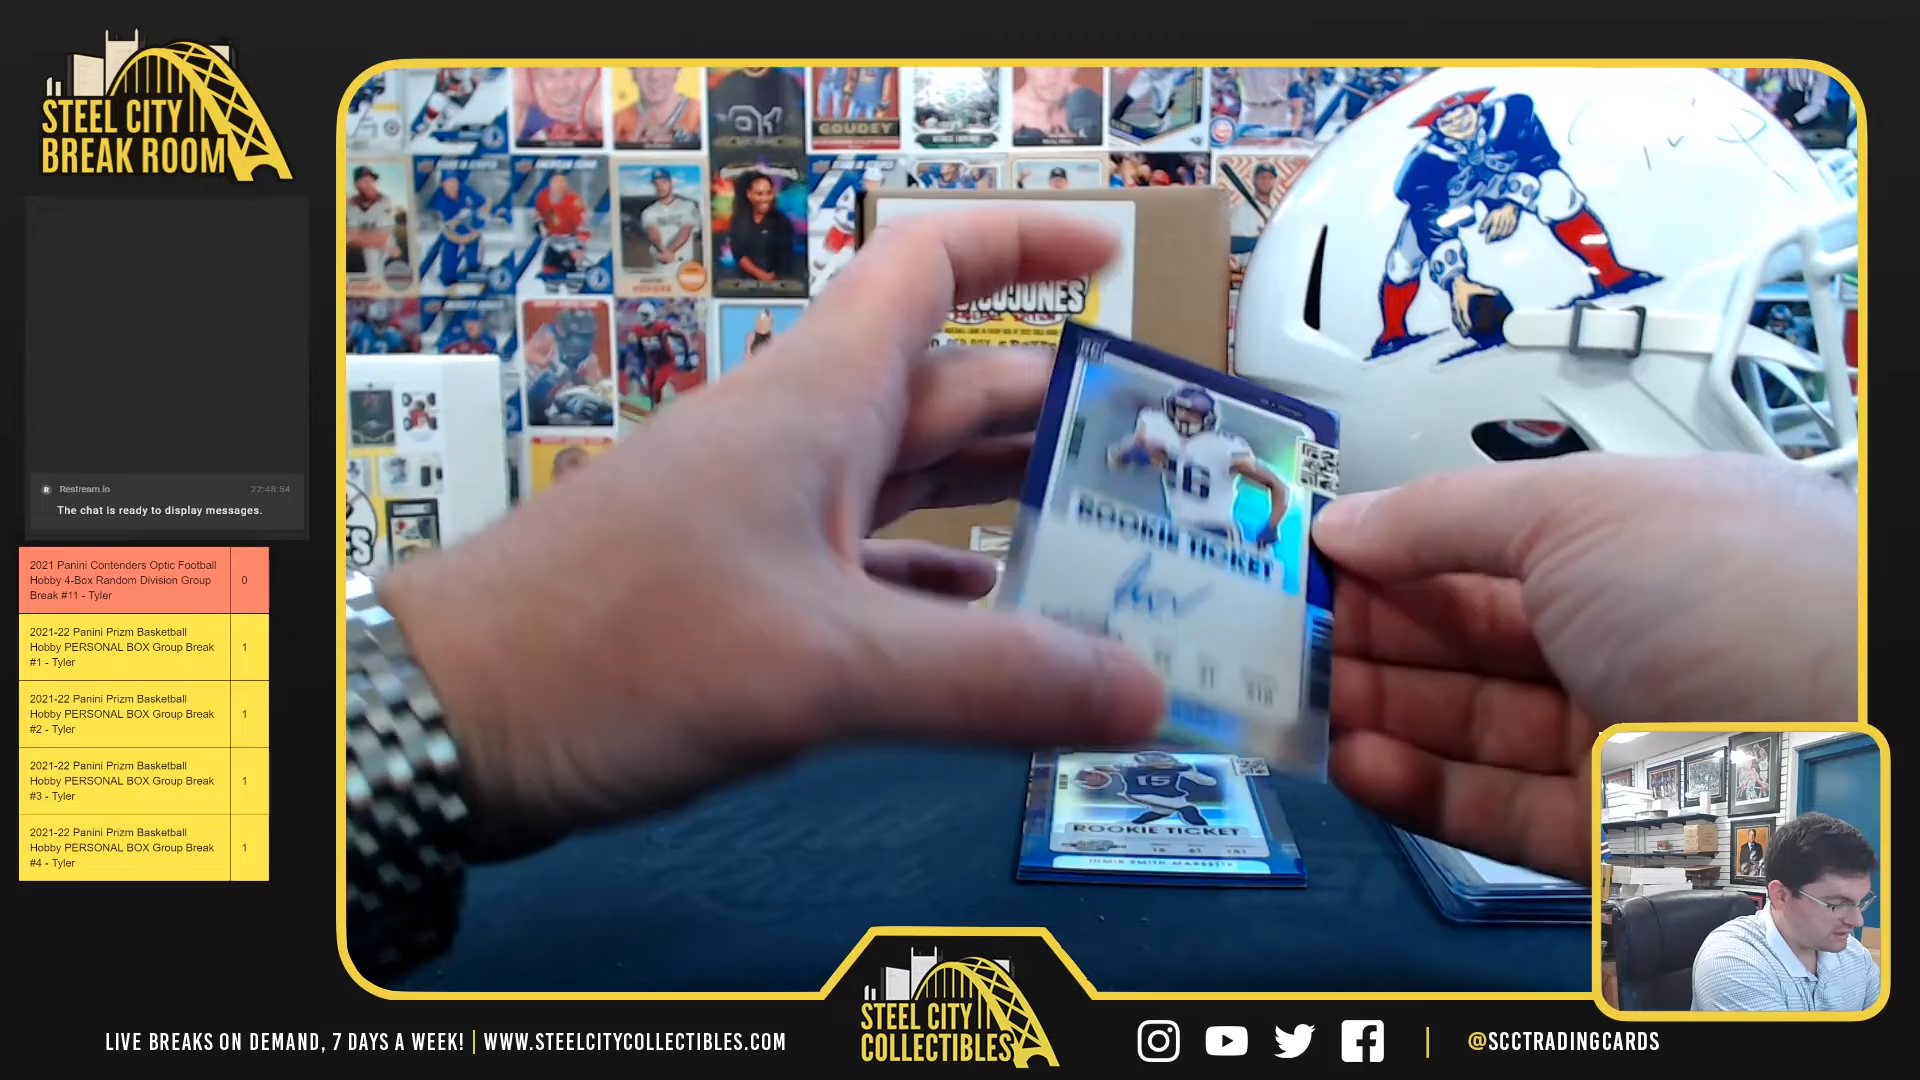 STEEL CITY
BREAK ROOM
Restream.io 22:48:54
The chat is ready to display messages.
2021 Panini Contenders Optic Football
Hobby 4-Box Random Division Group
Break #11 - Tyler
0
2021-22 Panini Prizm Basketball
Hobby PERSONAL BOX Group Break
#1 - Tyler
1
2021-22 Panini Prizm Basketball
Hobby PERSONAL BOX Group Break
#2 - Tyler
1
2021-22 Panini Prizm Basketball
Hobby PERSONAL BOX Group Break
#3 - Tyler
1
2021-22 Panini Prizm Basketball
Hobby PERSONAL BOX Group Break
#4 - Tyler
1
GOUDEY
ROOKIE TICKET
15
ROOKIE TICKET
STEEL CITY
COLLECTIBLES
LIVE BREAKS ON DEMAND, 7 DAYS A WEEK! | WWW.STEELCITYCOLLECTIBLES.COM
| @SCCTRADINGCARDS